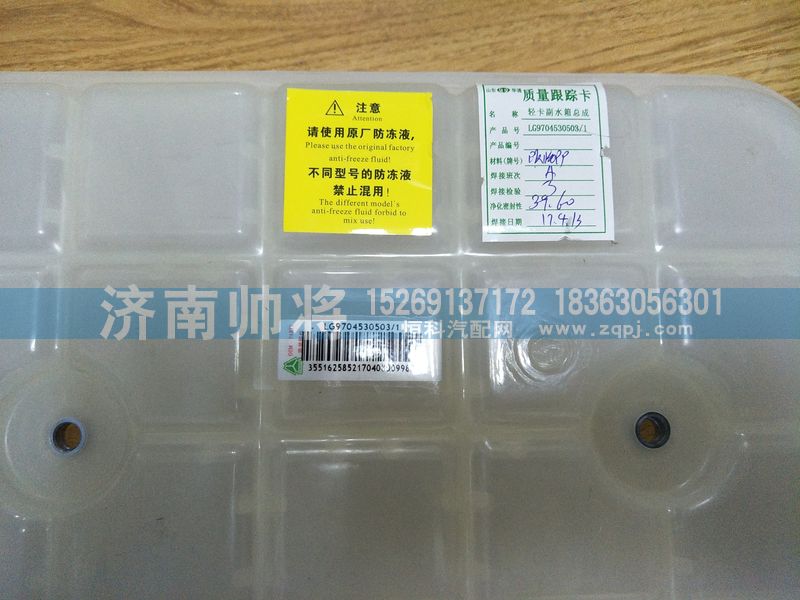 注意
Attention
请使用原厂防冻液，
Please use the original factory
anti-freeze fluid!
不同型号的防冻液
禁止混用！
The different model's
anti-freeze fluid forbid to
mix use!
质量跟踪卡
名 称 轻卡副水箱总成
产品号 LG9704530503/1
产品编号
材料(牌号)
焊接班次 A
焊接检验 3
净化密封性 39.60
焊接日期 17.4.13
济南帅将 15269137172 18363056301
恒科汽配网 www.zqpj.com
LG9704530503/1